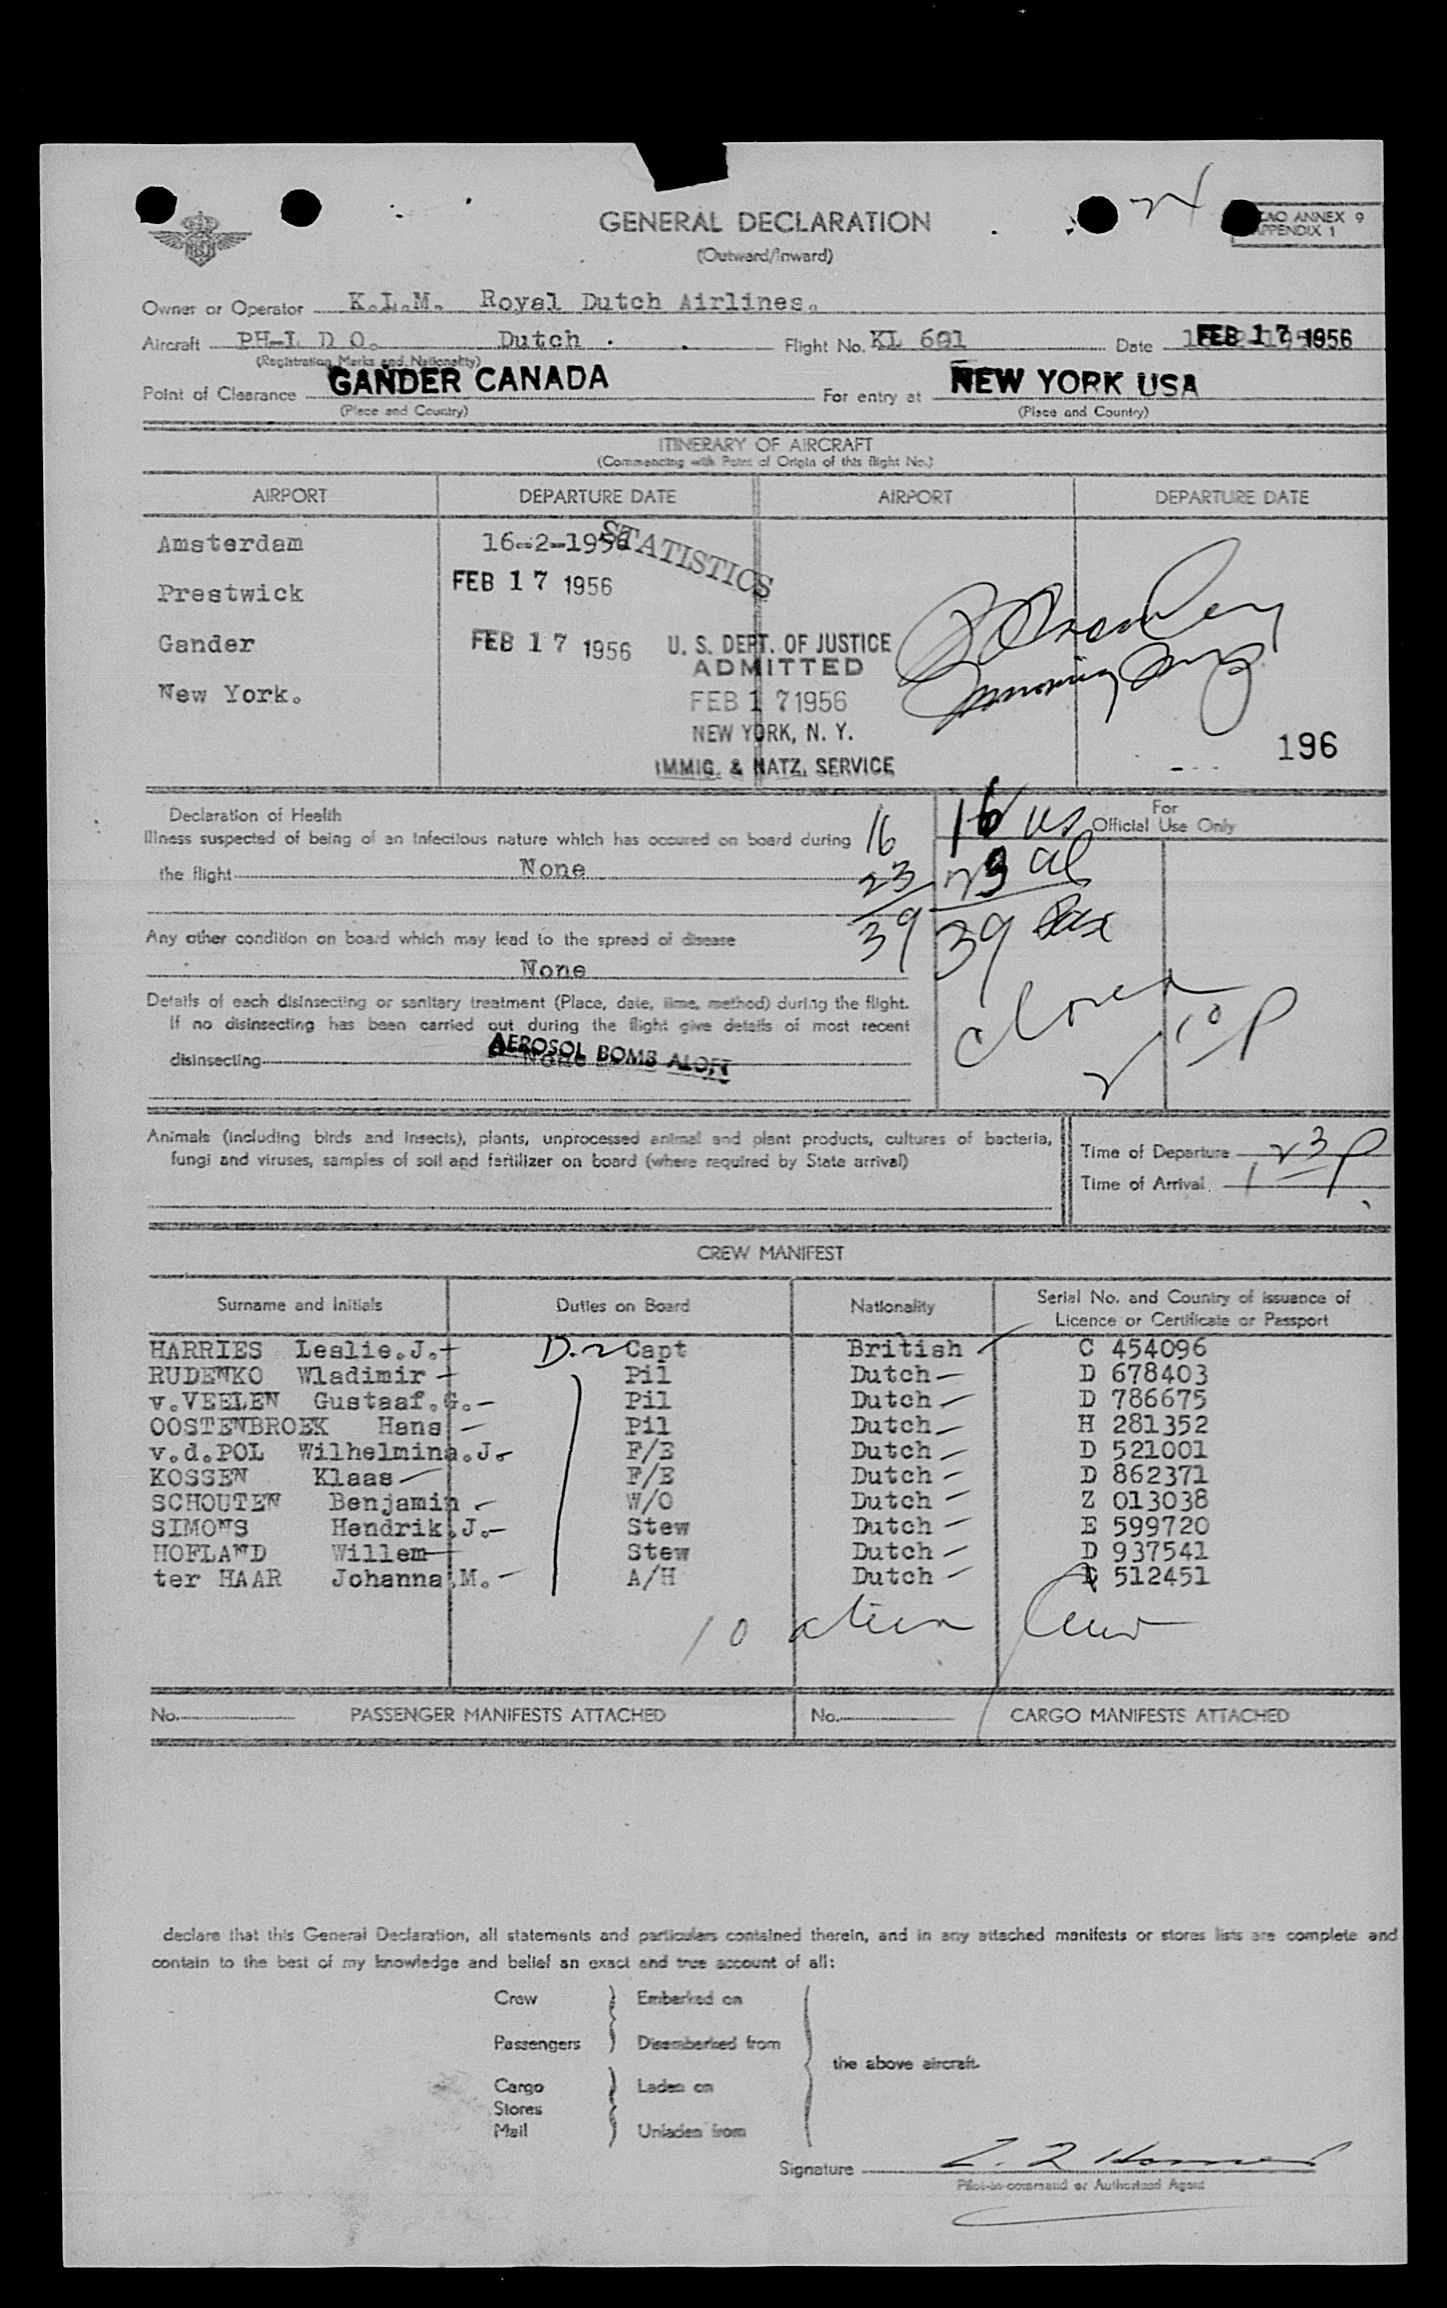 GENERAL DECLARATION
(Outward/Inward)
ICAO ANNEX 9
APPENDIX 1
Owner or Operator K.L.M. Royal Dutch Airlines.
Aircraft PH-L D O. Dutch . Flight No. KL 691 Date FEB 17 1956
(Registration Marks and Nationality)
Point of Clearance GANDER CANADA For entry at NEW YORK USA
(Place and Country) (Place and Country)
ITINERARY OF AIRCRAFT
(Commencing with Point of Origin of this flight No.)
AIRPORT DEPARTURE DATE AIRPORT DEPARTURE DATE
Amsterdam 16-2-1956
STATISTICS
Prestwick FEB 17 1956
Gander FEB 17 1956
New York.
U. S. DEPT. OF JUSTICE
ADMITTED
FEB 17 1956
NEW YORK, N. Y.
IMMIG. & NATZ. SERVICE
196
Declaration of Health
Illness suspected of being of an infectious nature which has occured on board during
the flight None
16
23
39
For
Official Use Only
16 us
23 al
39 Pax
Any other condition on board which may lead to the spread of disease
None
Details of each disinsecting or sanitary treatment (Place, date, time, method) during the flight.
If no disinsecting has been carried out during the flight give details of most recent
disinsecting None
AEROSOL BOMB ALOFT
Animals (including birds and insects), plants, unprocessed animal and plant products, cultures of bacteria,
fungi and viruses, samples of soil and fertilizer on board (where required by State arrival)
Time of Departure
Time of Arrival
1 23 P
CREW MANIFEST
Surname and Initials Duties on Board Nationality Serial No. and Country of issuance of
Licence or Certificate or Passport
HARRIES Leslie.J. Capt British C 454096
RUDENKO Wladimir Pil Dutch D 678403
v.VEELEN Gustaaf.G. Pil Dutch D 786675
OOSTENBROEK Hans Pil Dutch H 281352
v.d.POL Wilhelmina.J. F/E Dutch D 521001
KOSSEN Klaas F/E Dutch D 862371
SCHOUTEN Benjamin W/O Dutch Z 013038
SIMONS Hendrik.J. Stew Dutch E 599720
HOFLAND Willem Stew Dutch D 937541
ter HAAR Johanna.M. A/H Dutch 512451
10 alien Crew
No. PASSENGER MANIFESTS ATTACHED No. CARGO MANIFESTS ATTACHED
declare that this General Declaration, all statements and particulars contained therein, and in any attached manifests or stores lists are complete and
contain to the best of my knowledge and belief an exact and true account of all:
Crew Embarked on
Passengers Disembarked from
the above aircraft.
Cargo Laden on
Stores
Mail Unladen from
Signature
Pilot-in-command or Authorized Agent